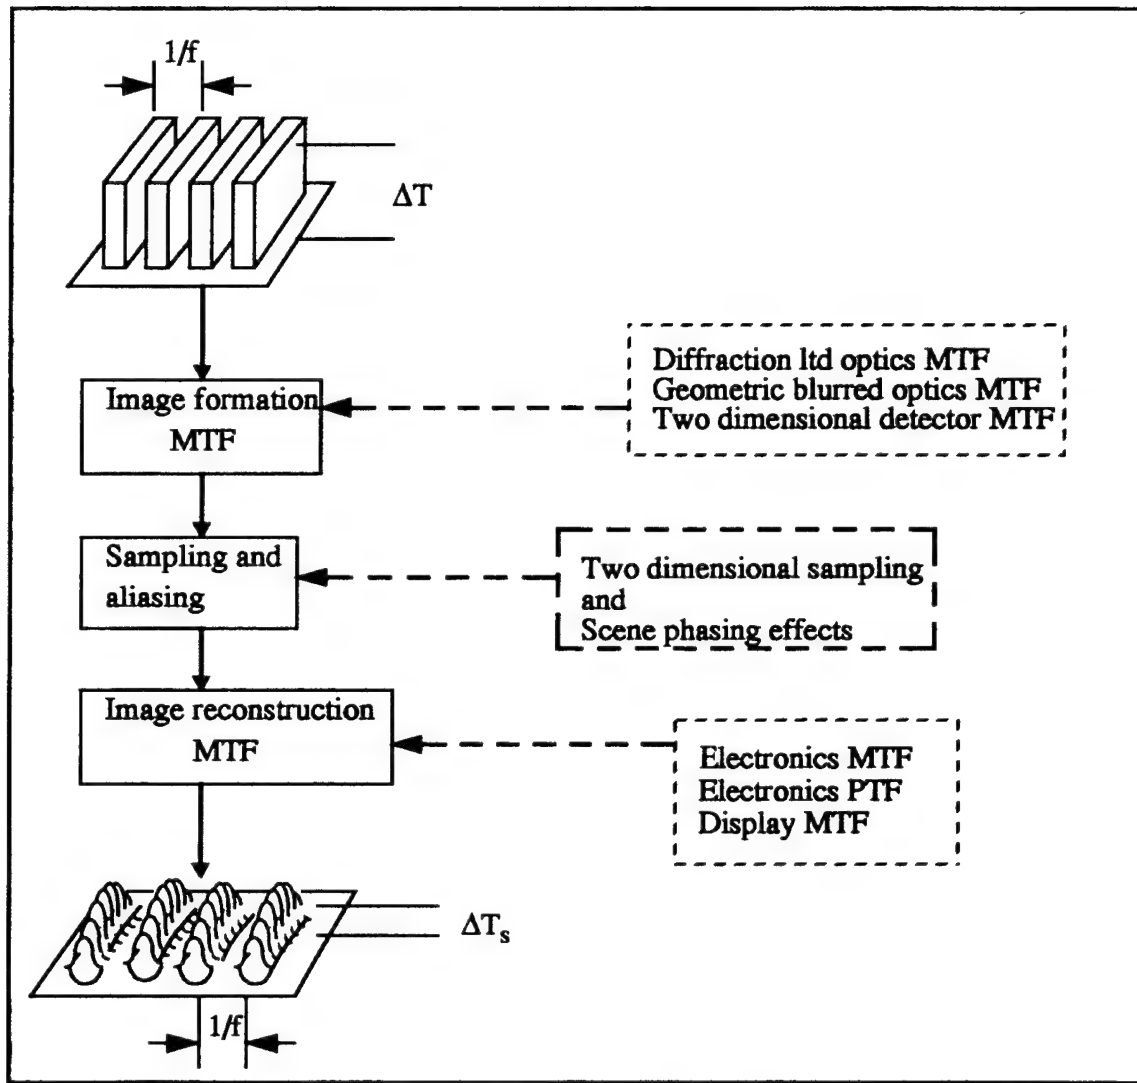 1/f
ΔT
Diffraction ltd optics MTF
Geometric blurred optics MTF
Two dimensional detector MTF
Image formation
MTF
Sampling and
aliasing
Two dimensional sampling
and
Scene phasing effects
Image reconstruction
MTF
Electronics MTF
Electronics PTF
Display MTF
ΔTs
1/f